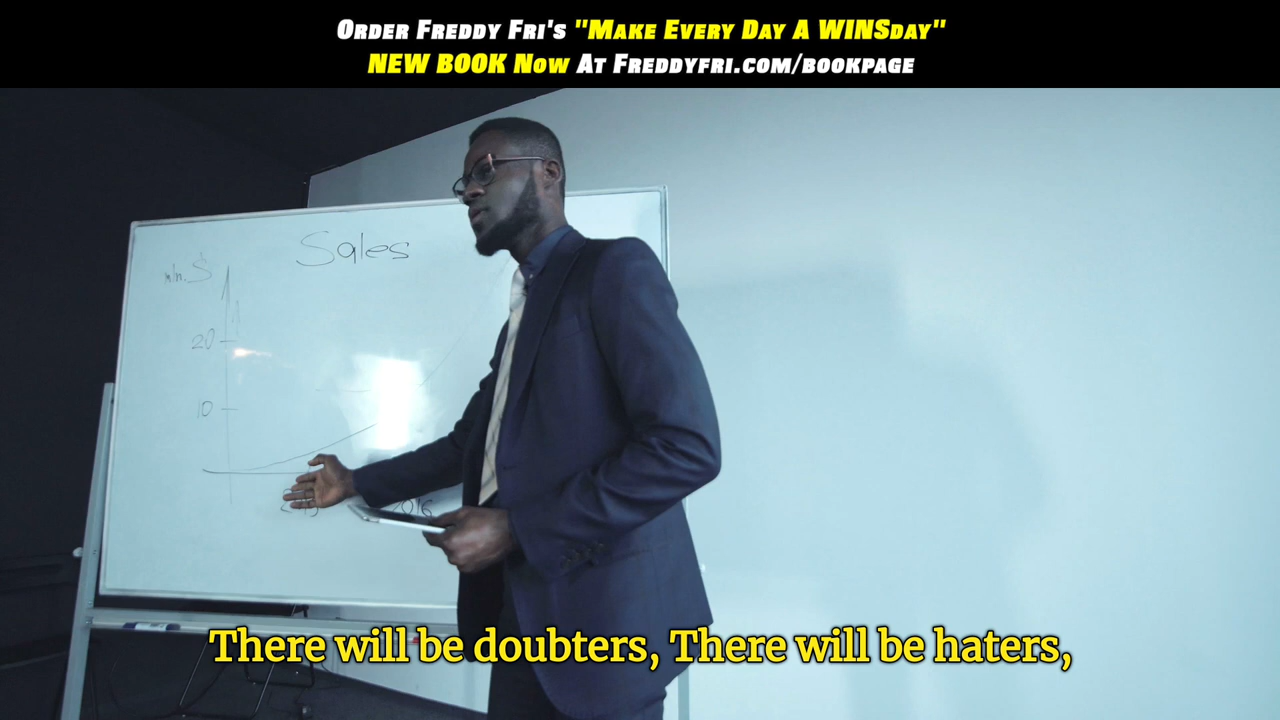 Order Freddy Fri's "Make Every Day A WINSday"
NEW BOOK Now At Freddyfri.com/bookpage
Sales
mln. $
20
10
2016
There will be doubters, There will be haters,